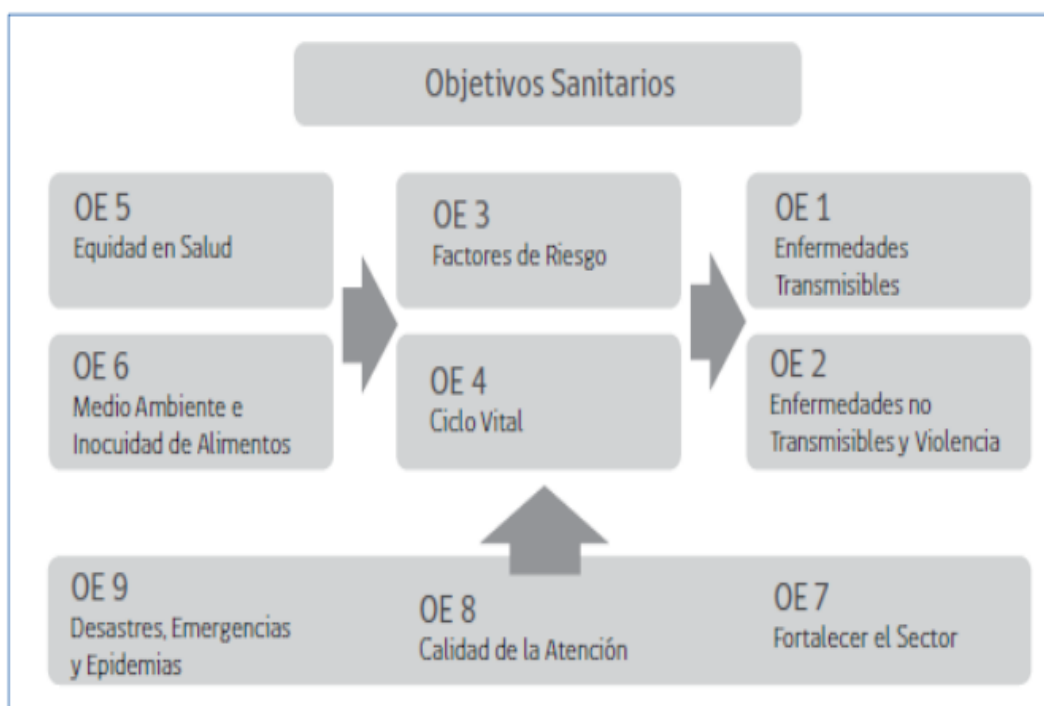 Objetivos Sanitarios
OE 5
Equidad en Salud
OE 3
Factores de Riesgo
OE 1
Enfermedades
Transmisibles
OE 6
Medio Ambiente e
Inocuidad de Alimentos
OE 4
Ciclo Vital
OE 2
Enfermedades no
Transmisibles y Violencia
OE 9
Desastres, Emergencias
y Epidemias
OE 8
Calidad de la Atención
OE 7
Fortalecer el Sector